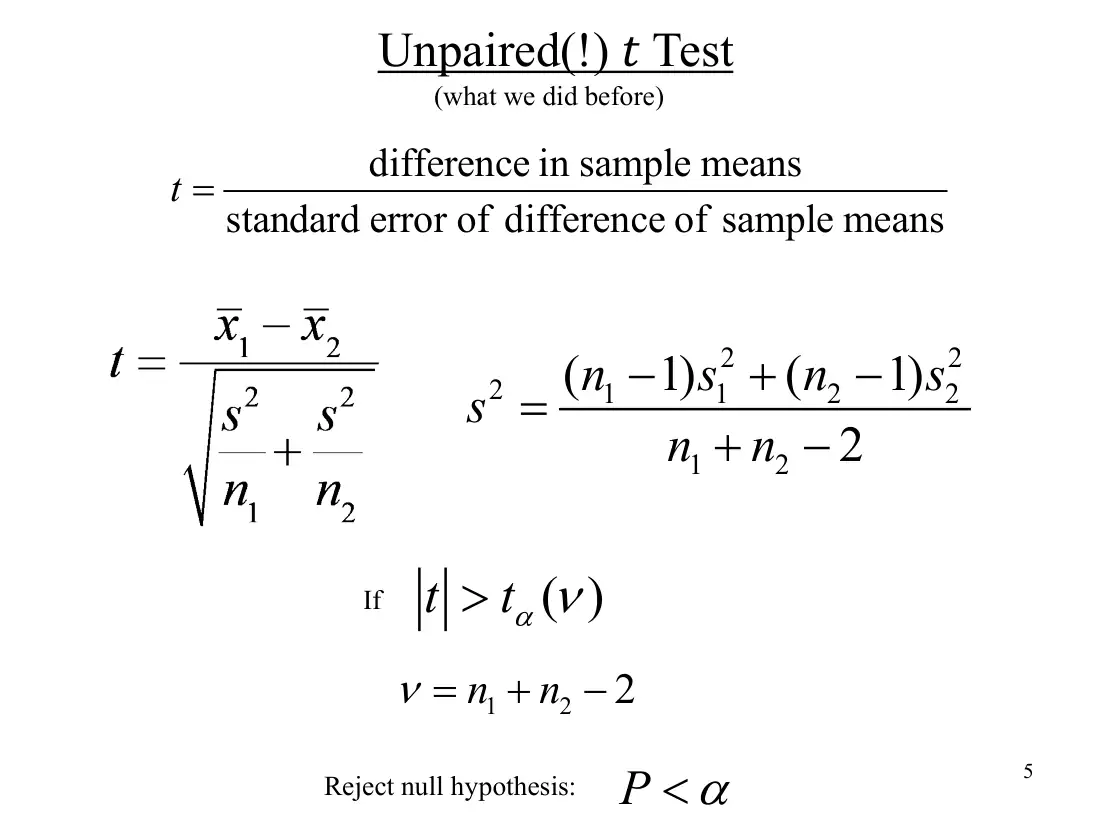 Unpaired(!) t Test
(what we did before)
t = difference in sample means / standard error of difference of sample means
t = (x̅₁ − x̅₂) / √(s²/n₁ + s²/n₂)
s² = ((n₁ − 1)s₁² + (n₂ − 1)s₂²) / (n₁ + n₂ − 2)
If |t| > tα(ν)
ν = n₁ + n₂ − 2
Reject null hypothesis: P < α
5